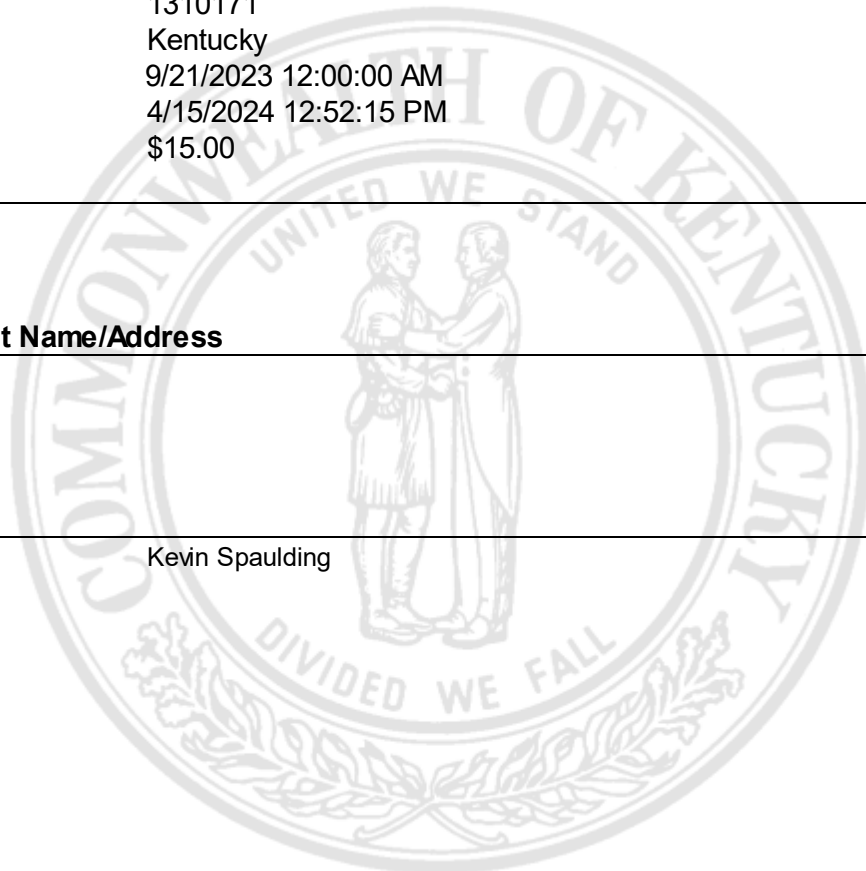 1310171
Kentucky
9/21/2023 12:00:00 AM
4/15/2024 12:52:15 PM
$15.00
t Name/Address
Kevin Spaulding
COMMONWEALTH OF KENTUCKY
UNITED WE STAND
DIVIDED WE FALL